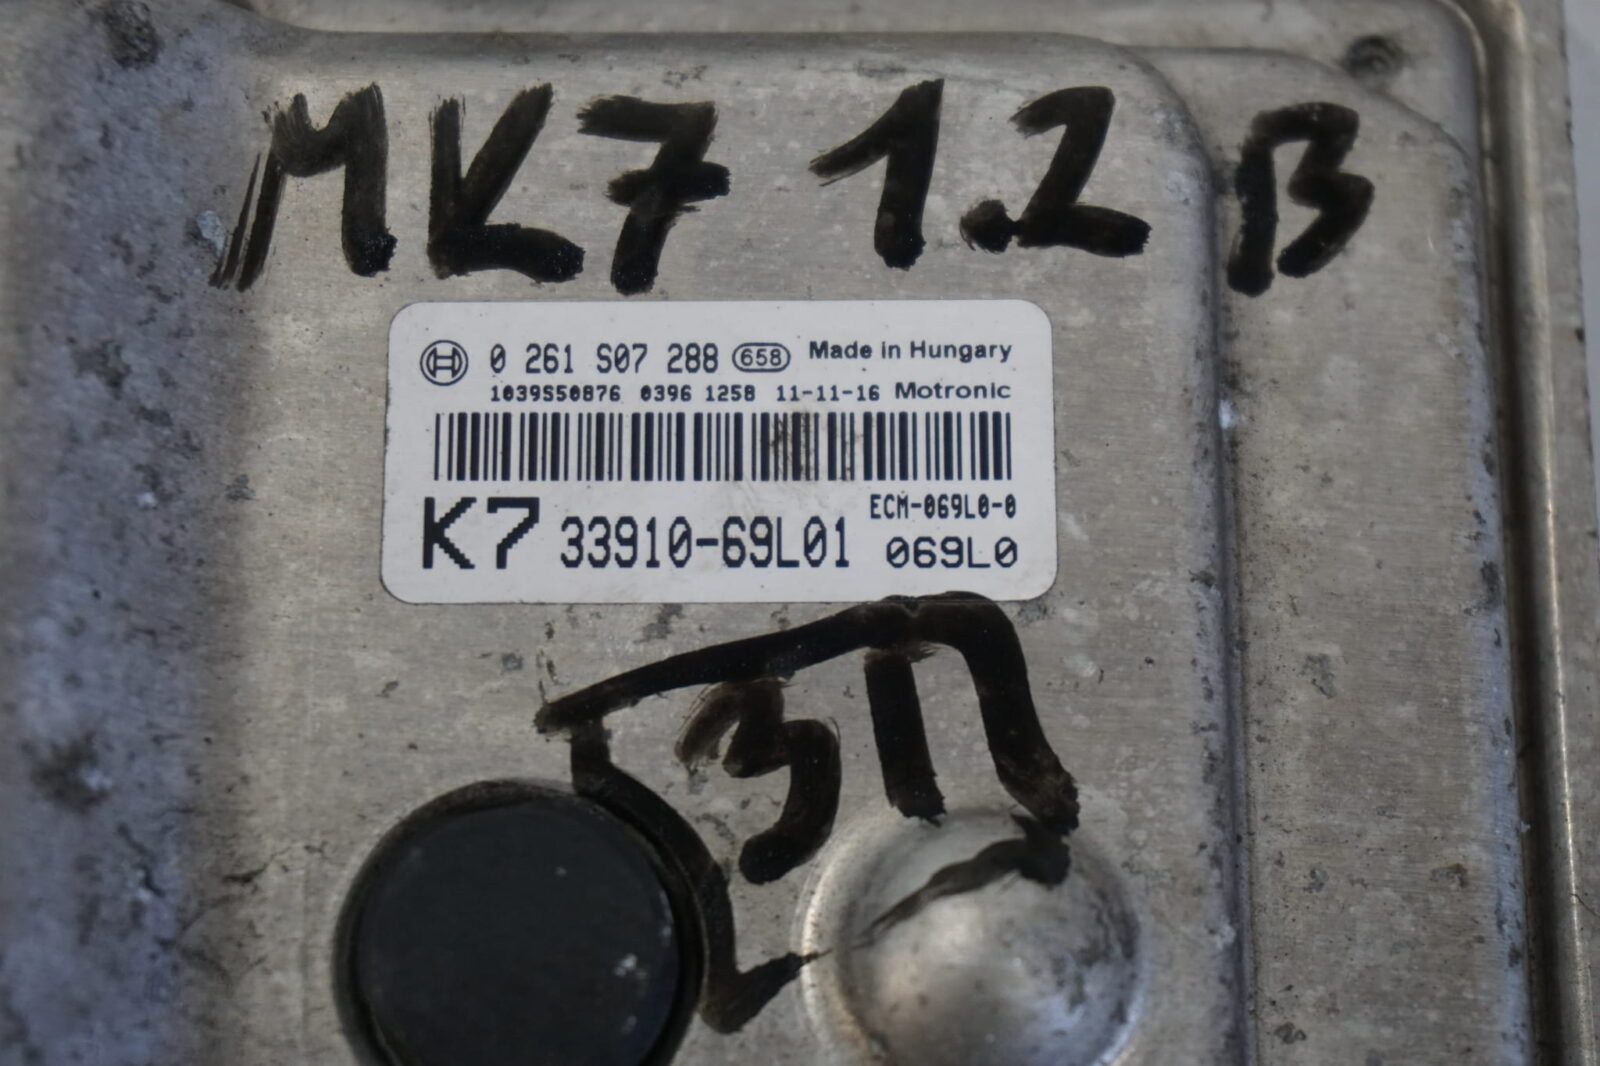 MK7 1.2 B
0 261 S07 288 658 Made in Hungary
1039S50876 0396 1258 11-11-16 Motronic
ECM-069L0-0
K7 33910-69L01 069L0
31